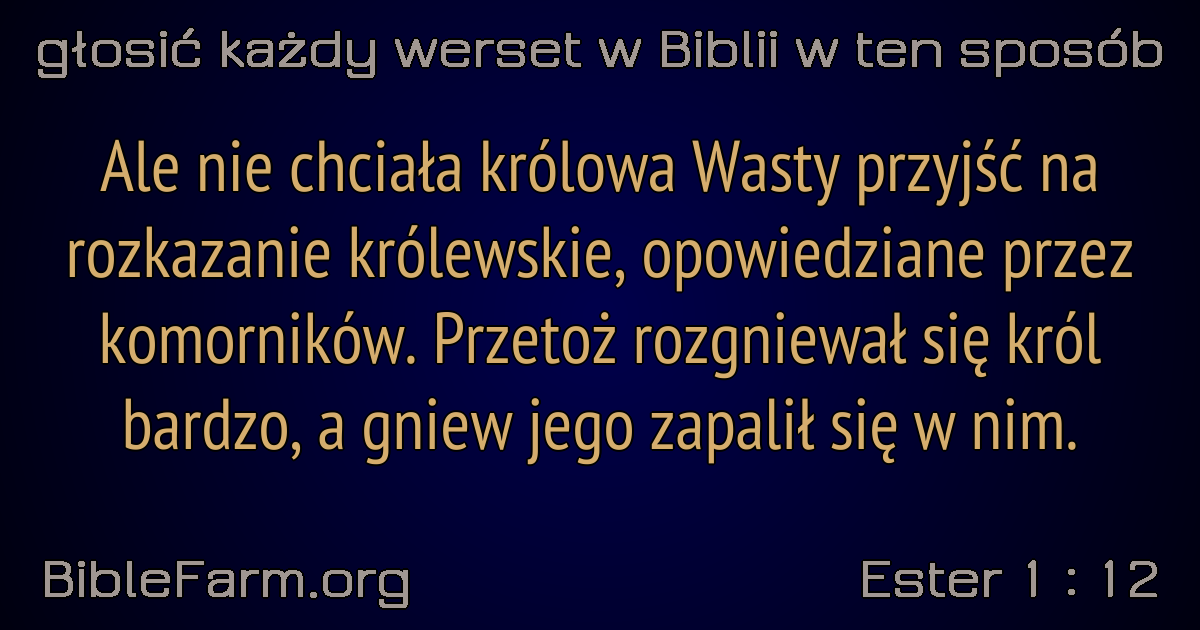 głosić każdy werset w Biblii w ten sposób
Ale nie chciała królowa Wasty przyjść na
rozkazanie królewskie, opowiedziane przez
komorników. Przetoż rozgniewał się król
bardzo, a gniew jego zapalił się w nim.
BibleFarm.org
Ester 1 : 12